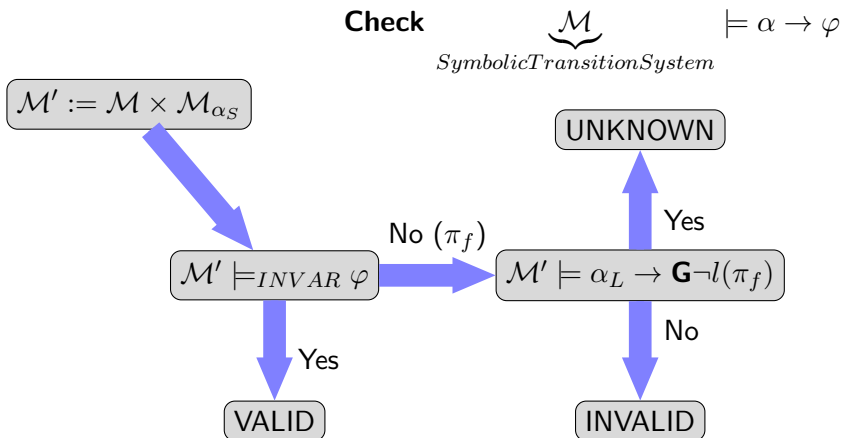 Check M ⊨ α → φ
SymbolicTransitionSystem
M′ := M × M_{α_S}
UNKNOWN
Yes
No (π_f)
M′ ⊨_{INVAR} φ
M′ ⊨ α_L → G¬l(π_f)
Yes
No
VALID
INVALID